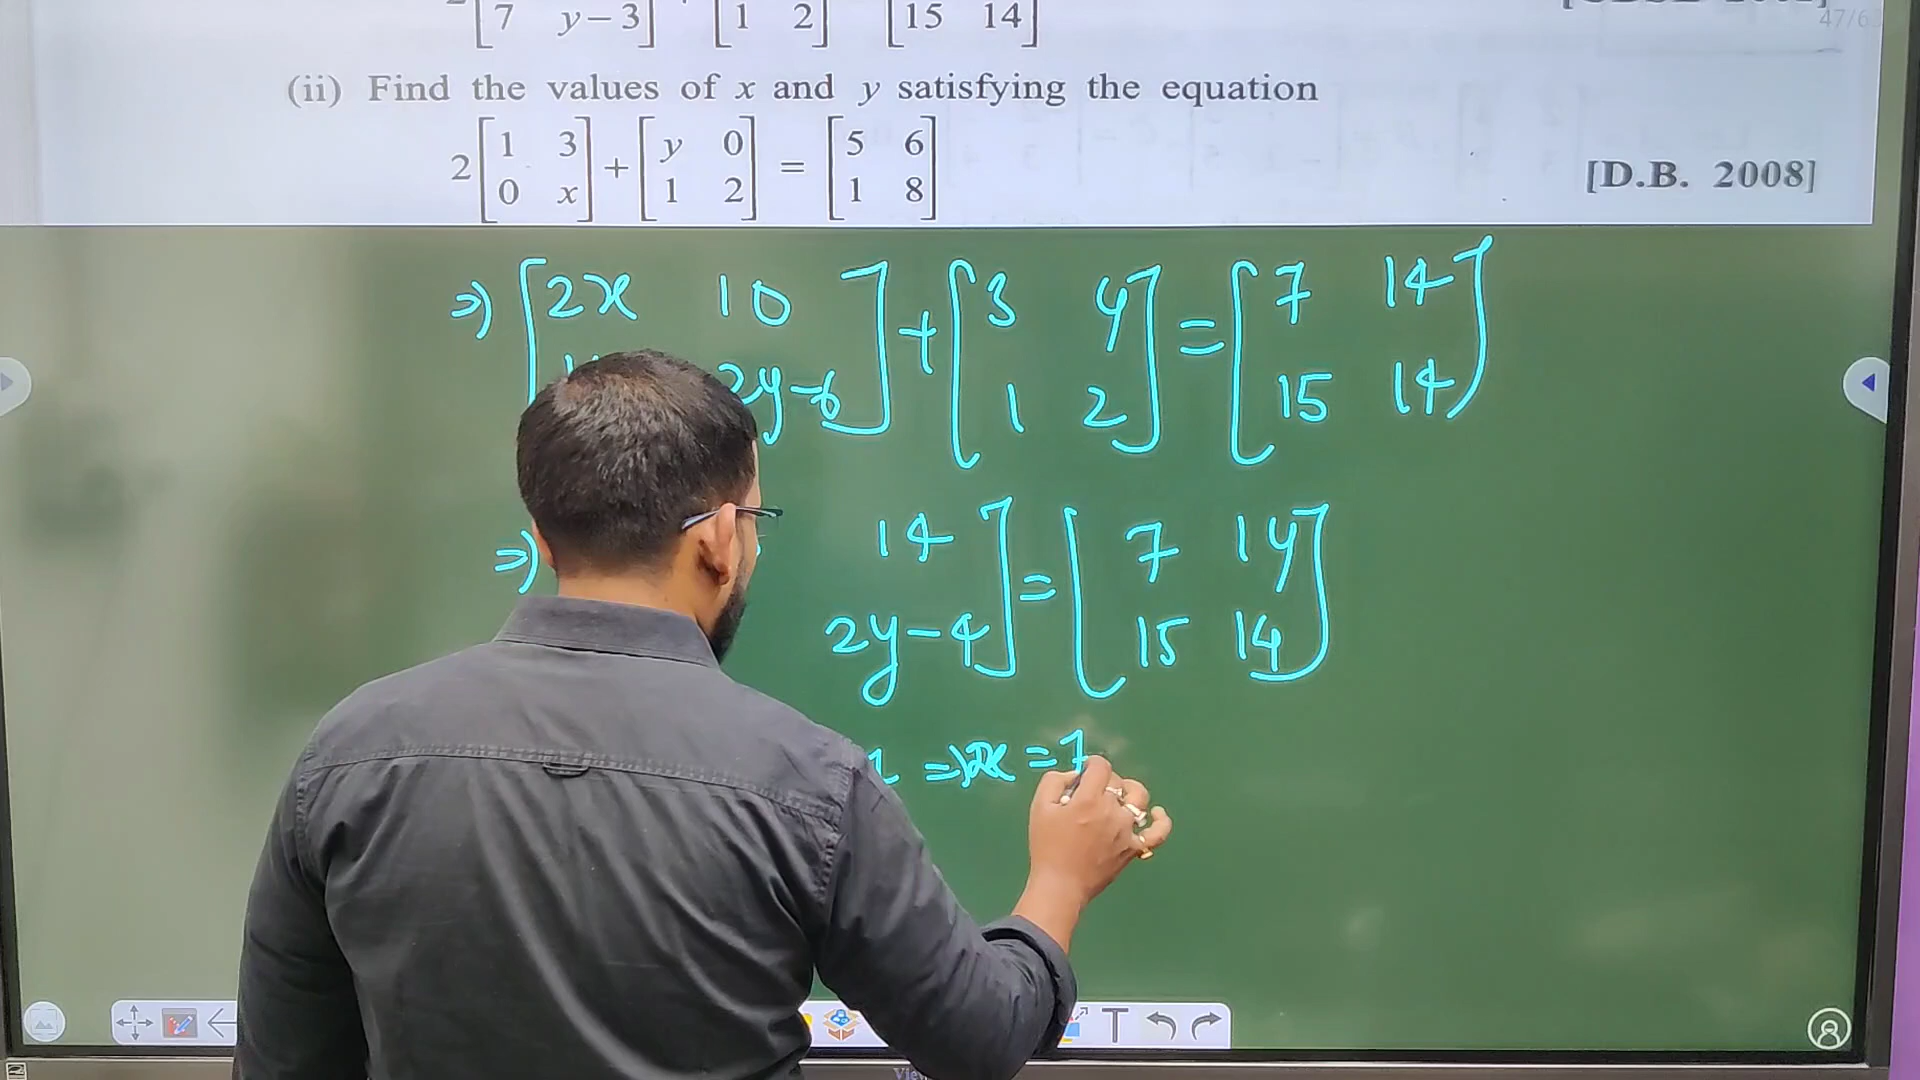 [7 y−3] [1 2] [15 14]
47/6
(ii) Find the values of x and y satisfying the equation
2[1 3] + [y 0] = [5 6]
[0 x] [1 2] [1 8]
[D.B. 2008]
⇒ [2x 10] + [3 4] = [7 14]
2y−6] [1 2] [15 14]
⇒ 14] = [7 14]
2y−4] [15 14]
⇒ 2x = 7
T